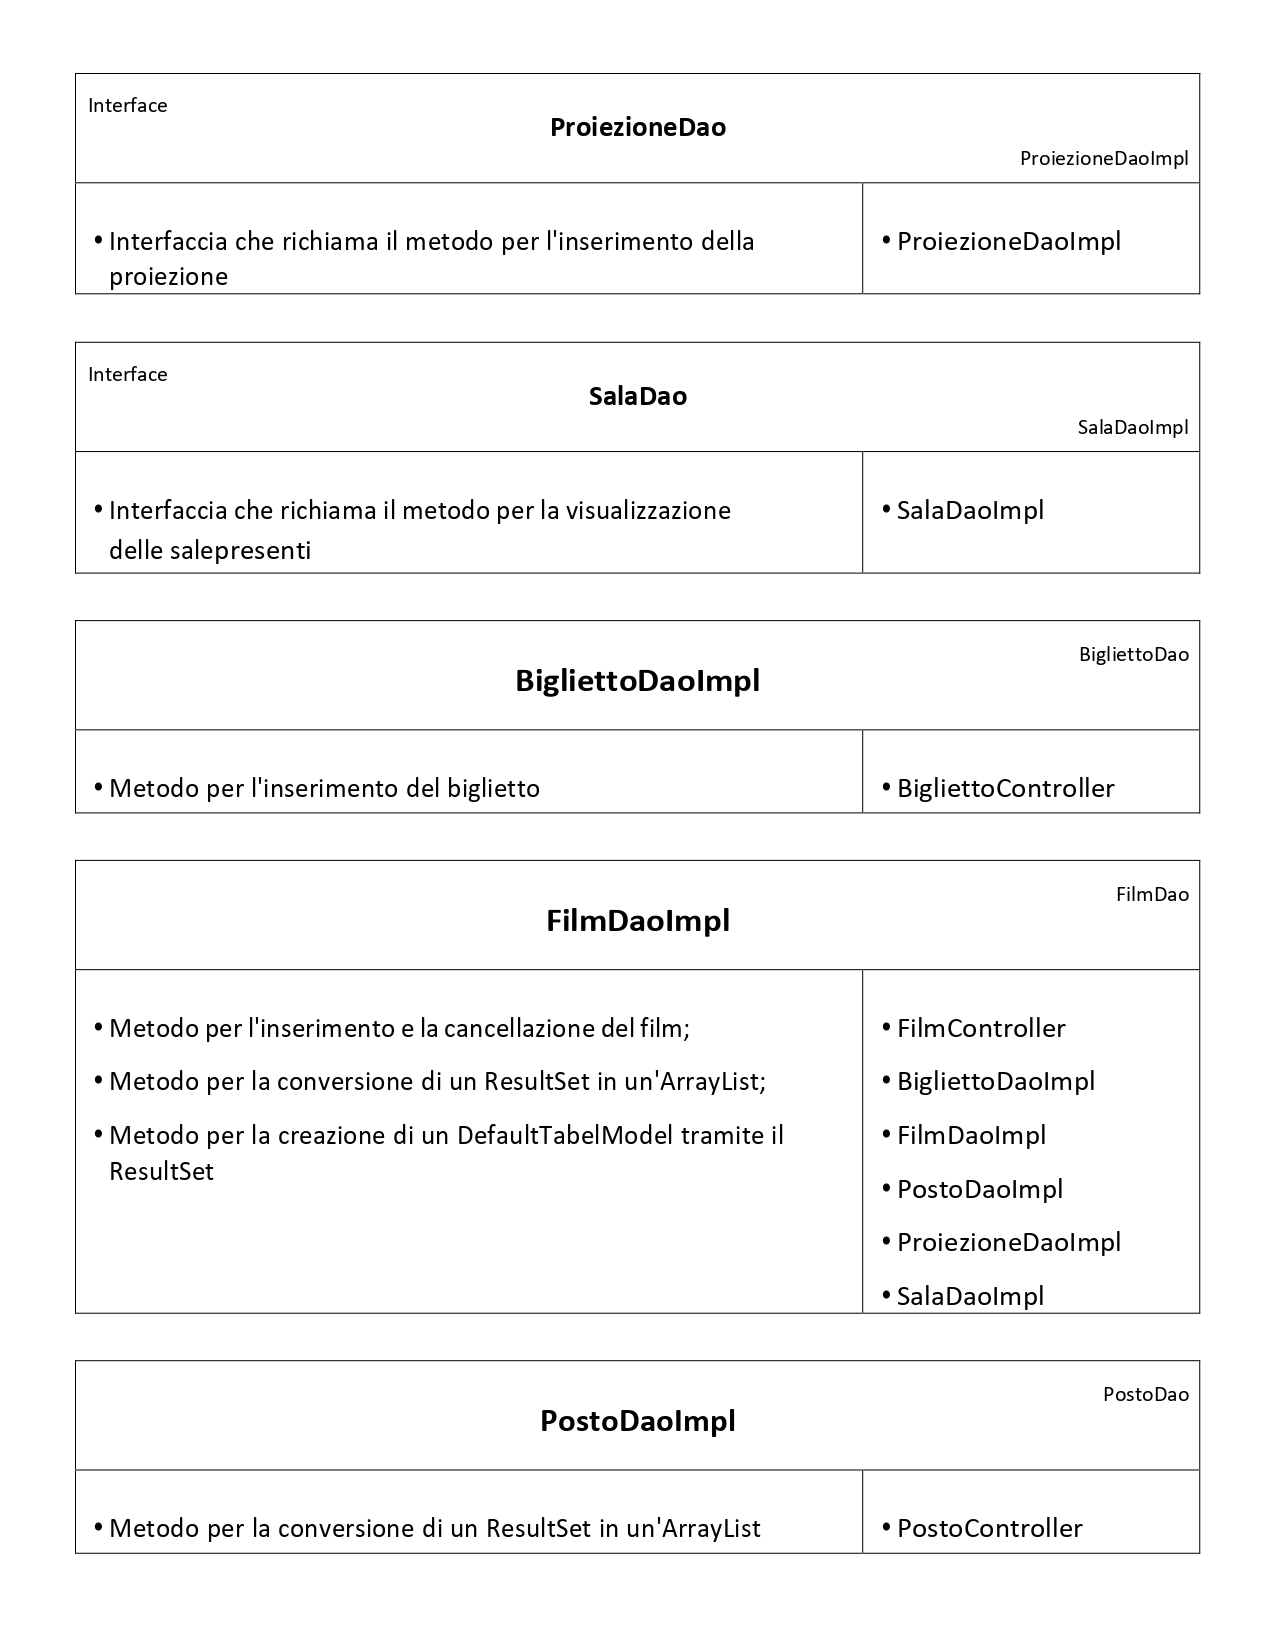 Interface
ProiezioneDao
ProiezioneDaoImpl
• Interfaccia che richiama il metodo per l'inserimento della
proiezione
• ProiezioneDaoImpl
Interface
SalaDao
SalaDaoImpl
• Interfaccia che richiama il metodo per la visualizzazione
delle salepresenti
• SalaDaoImpl
BigliettoDao
BigliettoDaoImpl
• Metodo per l'inserimento del biglietto
• BigliettoController
FilmDao
FilmDaoImpl
• Metodo per l'inserimento e la cancellazione del film;
• Metodo per la conversione di un ResultSet in un'ArrayList;
• Metodo per la creazione di un DefaultTabelModel tramite il
ResultSet
• FilmController
• BigliettoDaoImpl
• FilmDaoImpl
• PostoDaoImpl
• ProiezioneDaoImpl
• SalaDaoImpl
PostoDao
PostoDaoImpl
• Metodo per la conversione di un ResultSet in un'ArrayList
• PostoController